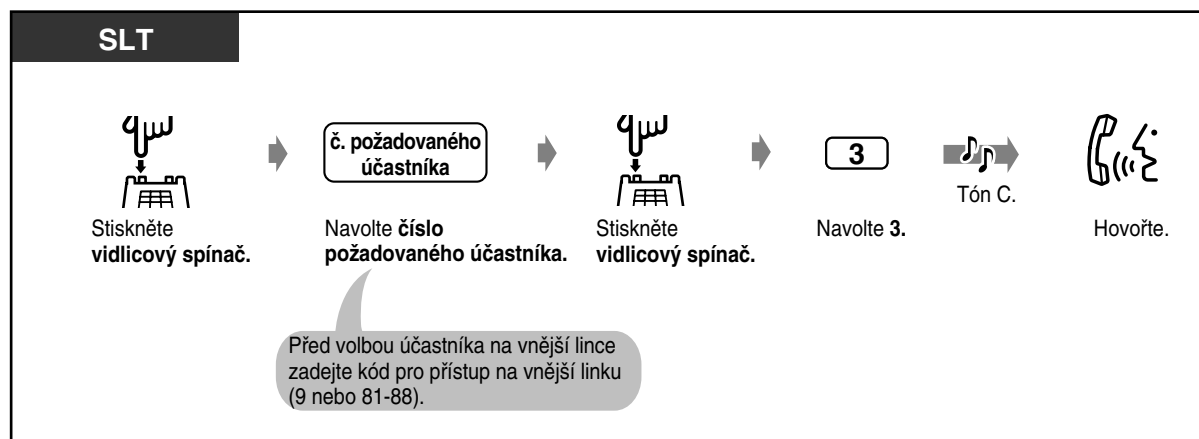 SLT
č. požadovaného
účastníka
3
Tón C.
Stiskněte
vidlicový spínač.
Navolte číslo
požadovaného účastníka.
Stiskněte
vidlicový spínač.
Navolte 3.
Hovořte.
Před volbou účastníka na vnější lince
zadejte kód pro přístup na vnější linku
(9 nebo 81-88).